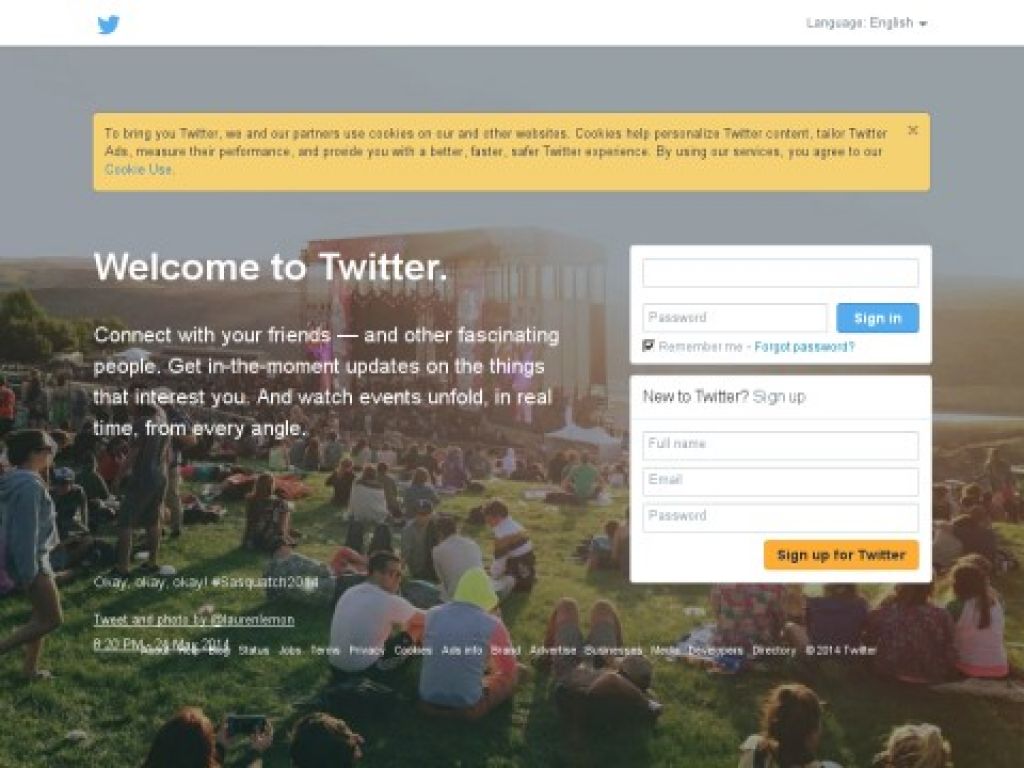 Language: English
To bring you Twitter, we and our partners use cookies on our and other websites. Cookies help personalize Twitter content, tailor Twitter
Ads, measure their performance, and provide you with a better, faster, safer Twitter experience. By using our services, you agree to our
Cookie Use.
Welcome to Twitter.
Connect with your friends — and other fascinating
people. Get in-the-moment updates on the things
that interest you. And watch events unfold, in real
time, from every angle.
Password
Sign in
Remember me - Forgot password?
New to Twitter? Sign up
Full name
Email
Password
Sign up for Twitter
Okay, okay, okay! #Sasquatch2014
Tweet and photo by @laurenlemon
8:20 PM - 24 May 2014
About Help Blog Status Jobs Terms Privacy Cookies Ads info Brand Advertise Businesses Media Developers Directory © 2014 Twitter